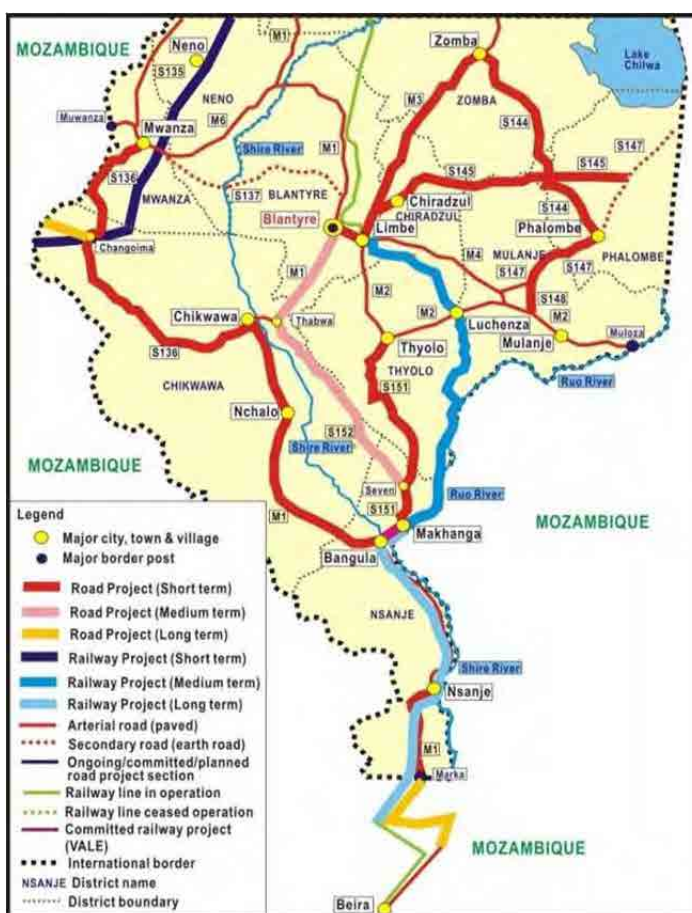 MOZAMBIQUE
Neno
M1
Zomba
Lake
Chilwa
S135
NENO
M3
ZOMBA
Muwanza
M6
S144
Mwanza
Shire River
M1
S147
S145
S145
S136
MWANZA
S137
BLANTYRE
Chiradzul
CHIRADZUL
S144
Blantyre
Limbe
Phalombe
Changoima
M4
MULANJE
PHALOMBE
S147
S147
M1
M2
S148
Chikwawa
Thabwa
M2
Luchenza
M2
Mulanje
Muloza
S136
Thyolo
THYOLO
S151
CHIKWAWA
Ruo River
Nchalo
S152
Shire River
MOZAMBIQUE
Seven
Ruo River
M1
S151
Makhanga
MOZAMBIQUE
Bangula
NSANJE
Shire River
Nsanje
M1
Marka
MOZAMBIQUE
Beira
Legend
Major city, town & village
Major border post
Road Project (Short term)
Road Project (Medium term)
Road Project (Long term)
Railway Project (Short term)
Railway Project (Medium term)
Railway Project (Long term)
Arterial road (paved)
Secondary road (earth road)
Ongoing/committed/planned
road project section
Railway line in operation
Railway line ceased operation
Committed railway project
(VALE)
International border
NSANJE District name
District boundary